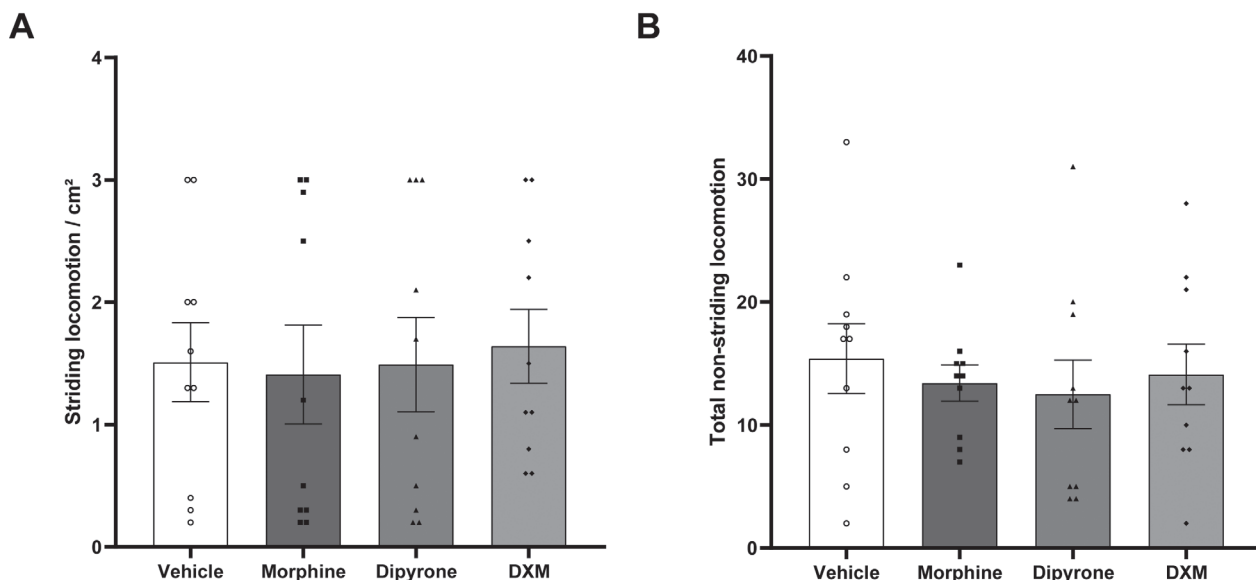 A
Striding locomotion / cm²
4
3
2
1
0
Vehicle Morphine Dipyrone DXM
B
Total non-striding locomotion
40
30
20
10
0
Vehicle Morphine Dipyrone DXM